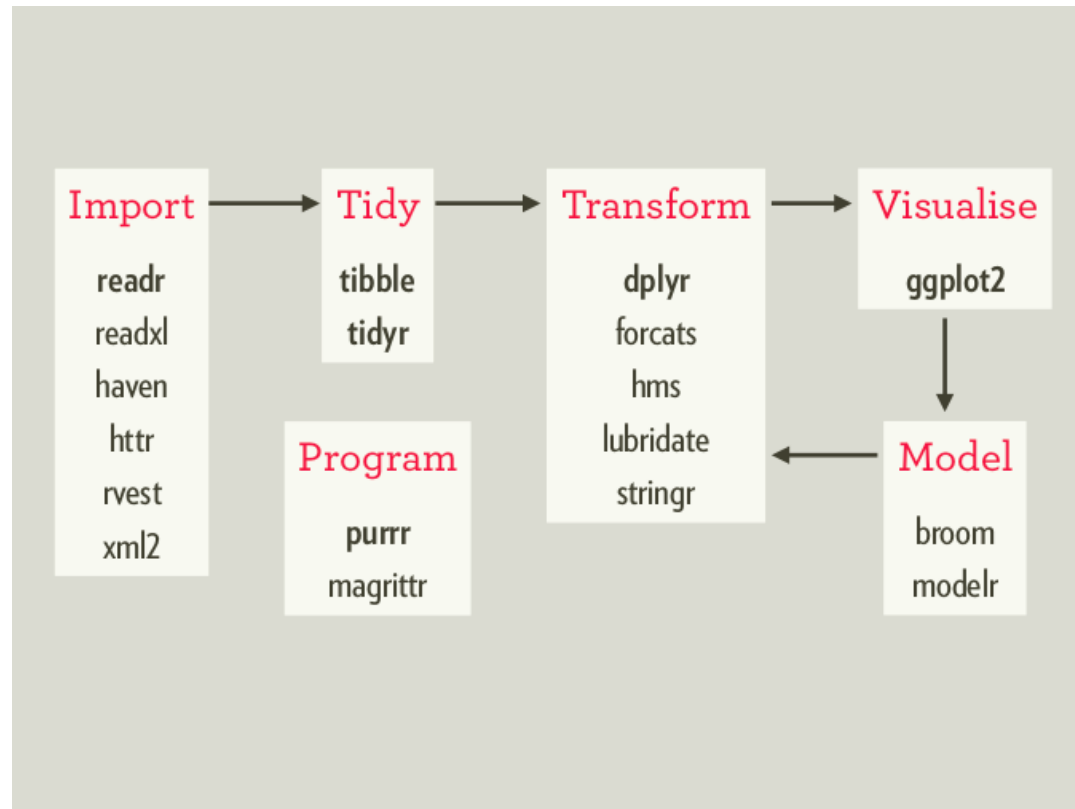 Import
readr
readxl
haven
httr
rvest
xml2
Tidy
tibble
tidyr
Program
purrr
magrittr
Transform
dplyr
forcats
hms
lubridate
stringr
Visualise
ggplot2
Model
broom
modelr